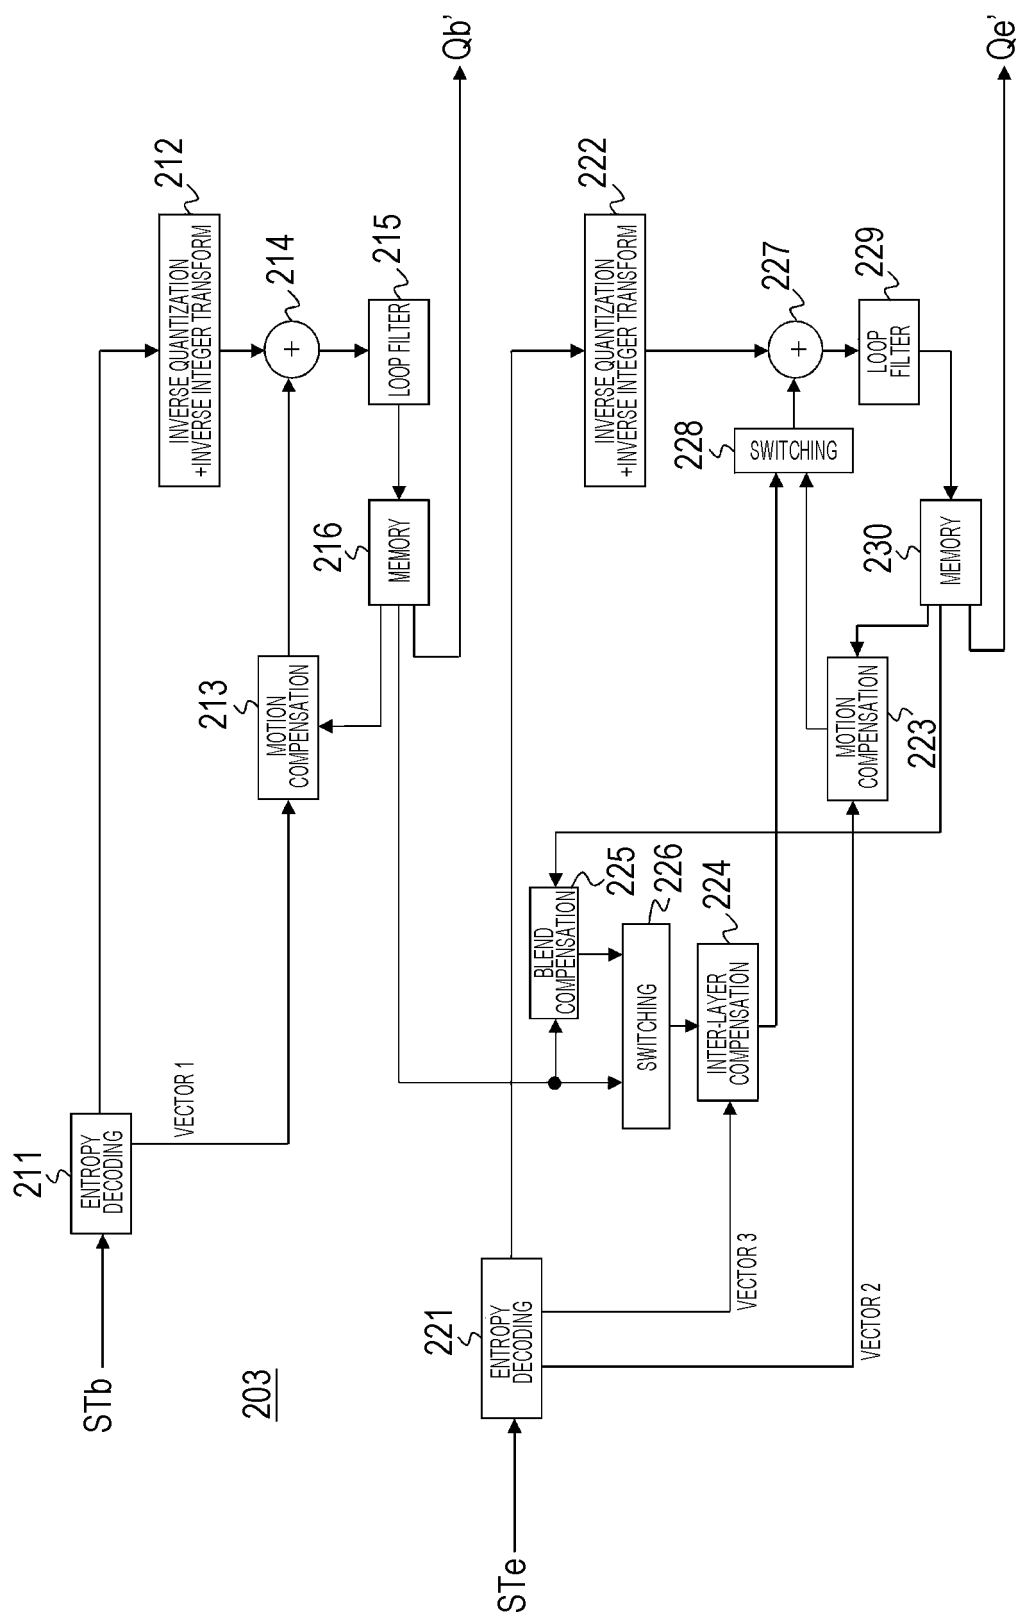 203
STb
211
ENTROPY
DECODING
VECTOR 1
INVERSE QUANTIZATION
+INVERSE INTEGER TRANSFORM
212
213
MOTION
COMPENSATION
+
214
216
MEMORY
LOOP FILTER
215
Qb'
STe
221
ENTROPY
DECODING
VECTOR 3
VECTOR 2
INVERSE QUANTIZATION
+INVERSE INTEGER TRANSFORM
222
BLEND
COMPENSATION
225
SWITCHING
226
INTER-LAYER
COMPENSATION
224
228
SWITCHING
+
227
MOTION
COMPENSATION
223
230
MEMORY
LOOP
FILTER
229
Qe'